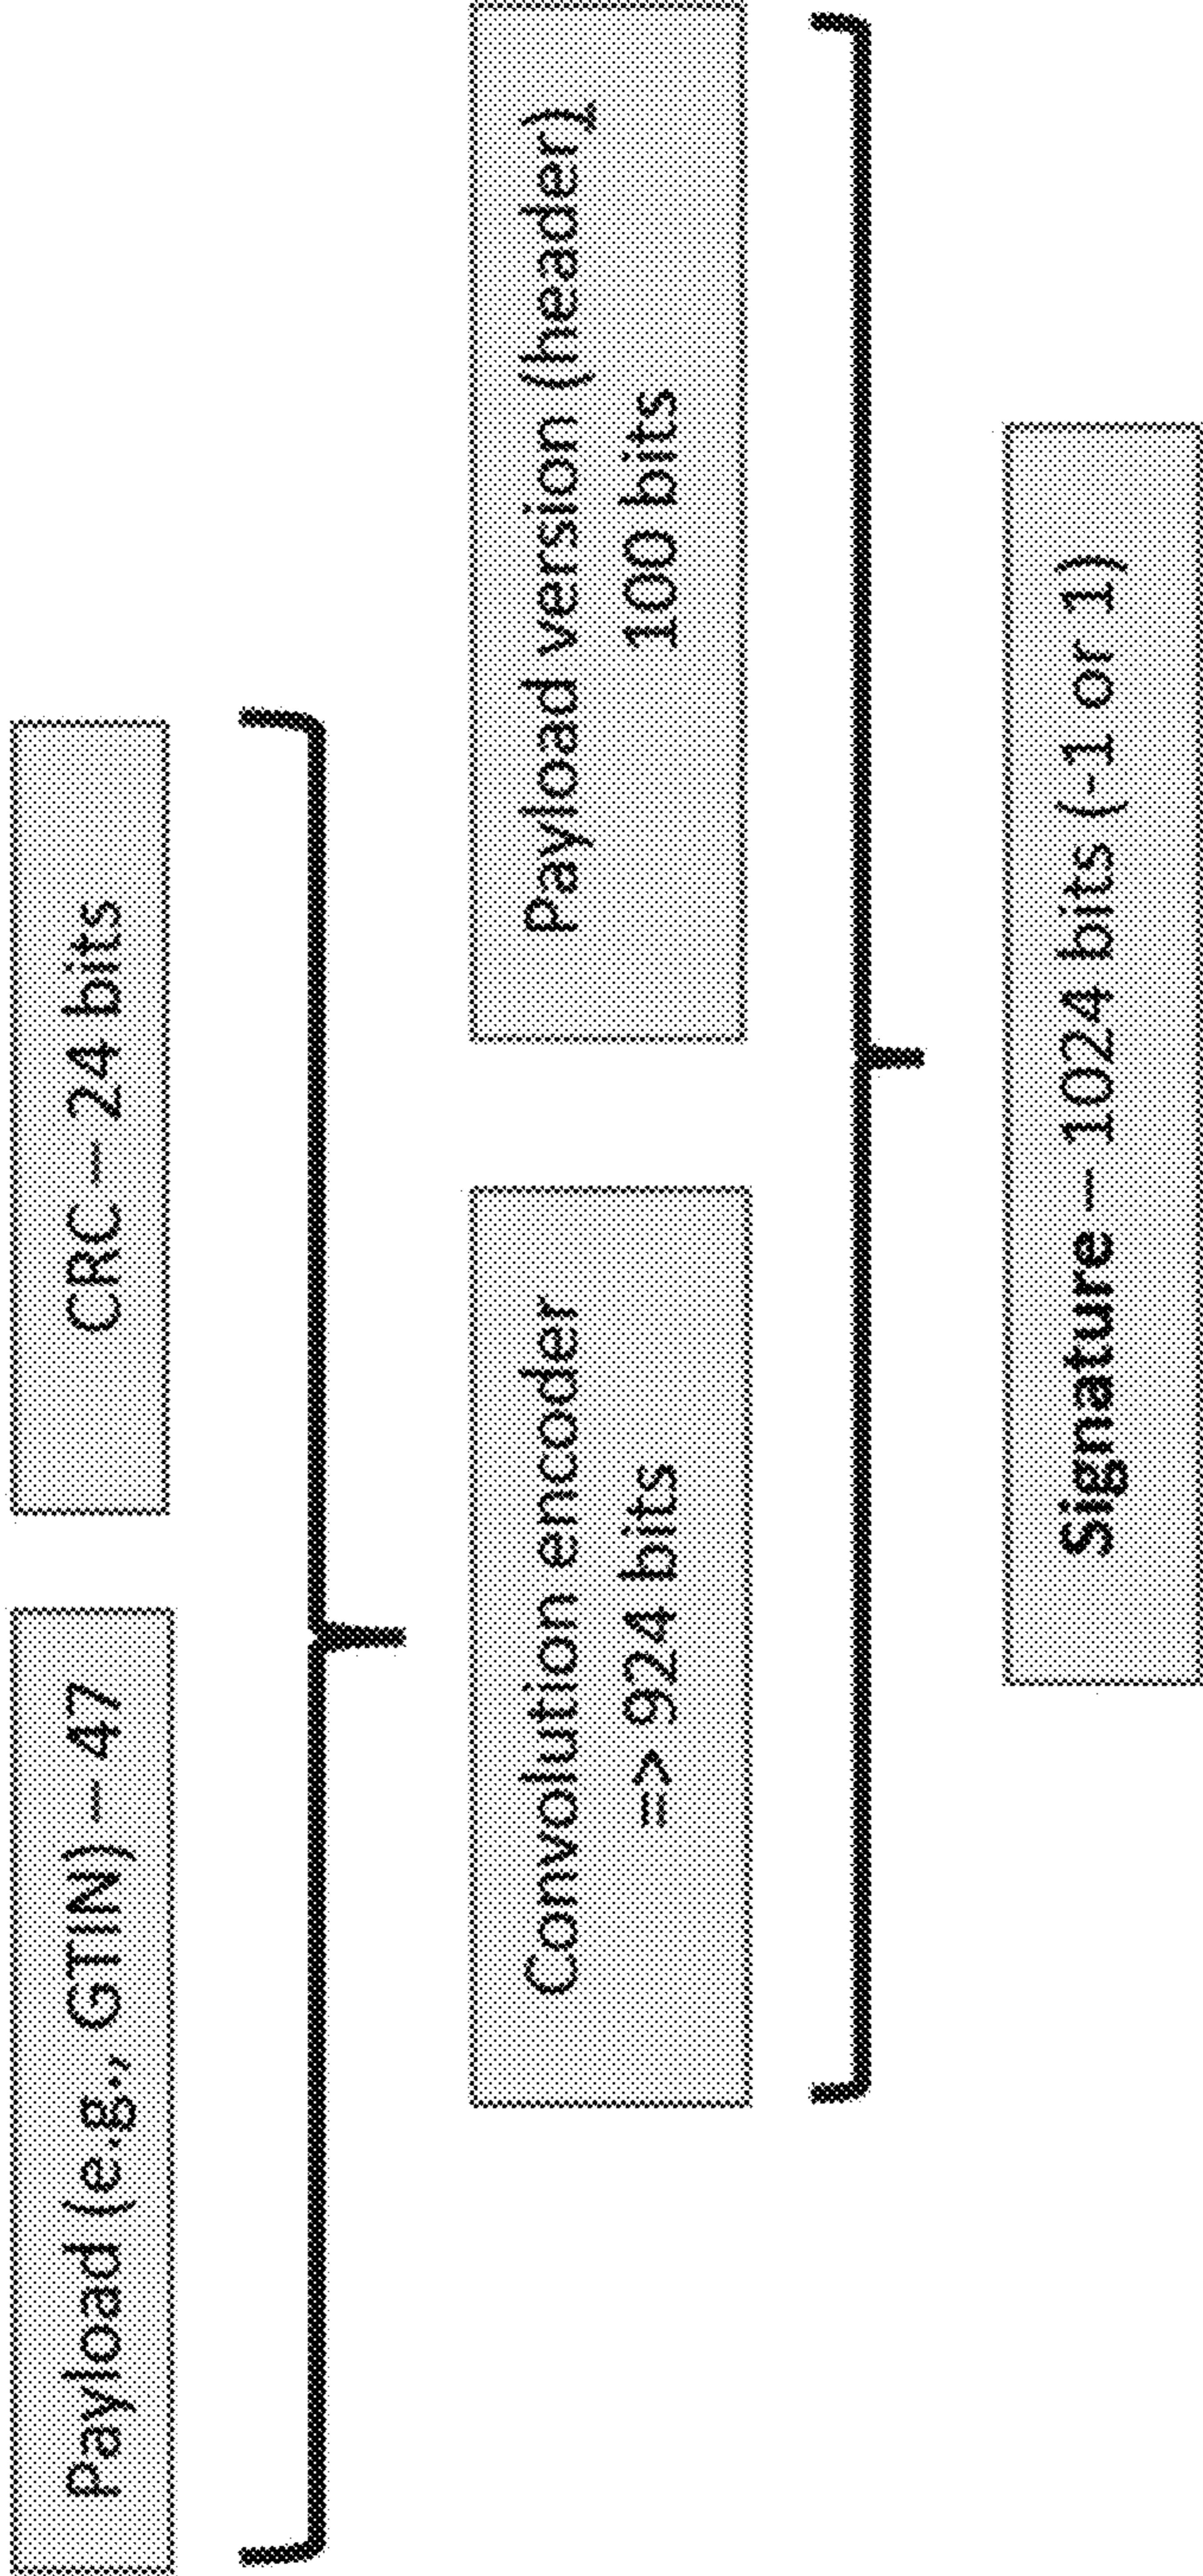 Payload (e.g., GTIN) – 47
CRC – 24 bits
Convolution encoder
=> 924 bits
Payload version (header)
100 bits
Signature – 1024 bits (-1 or 1)